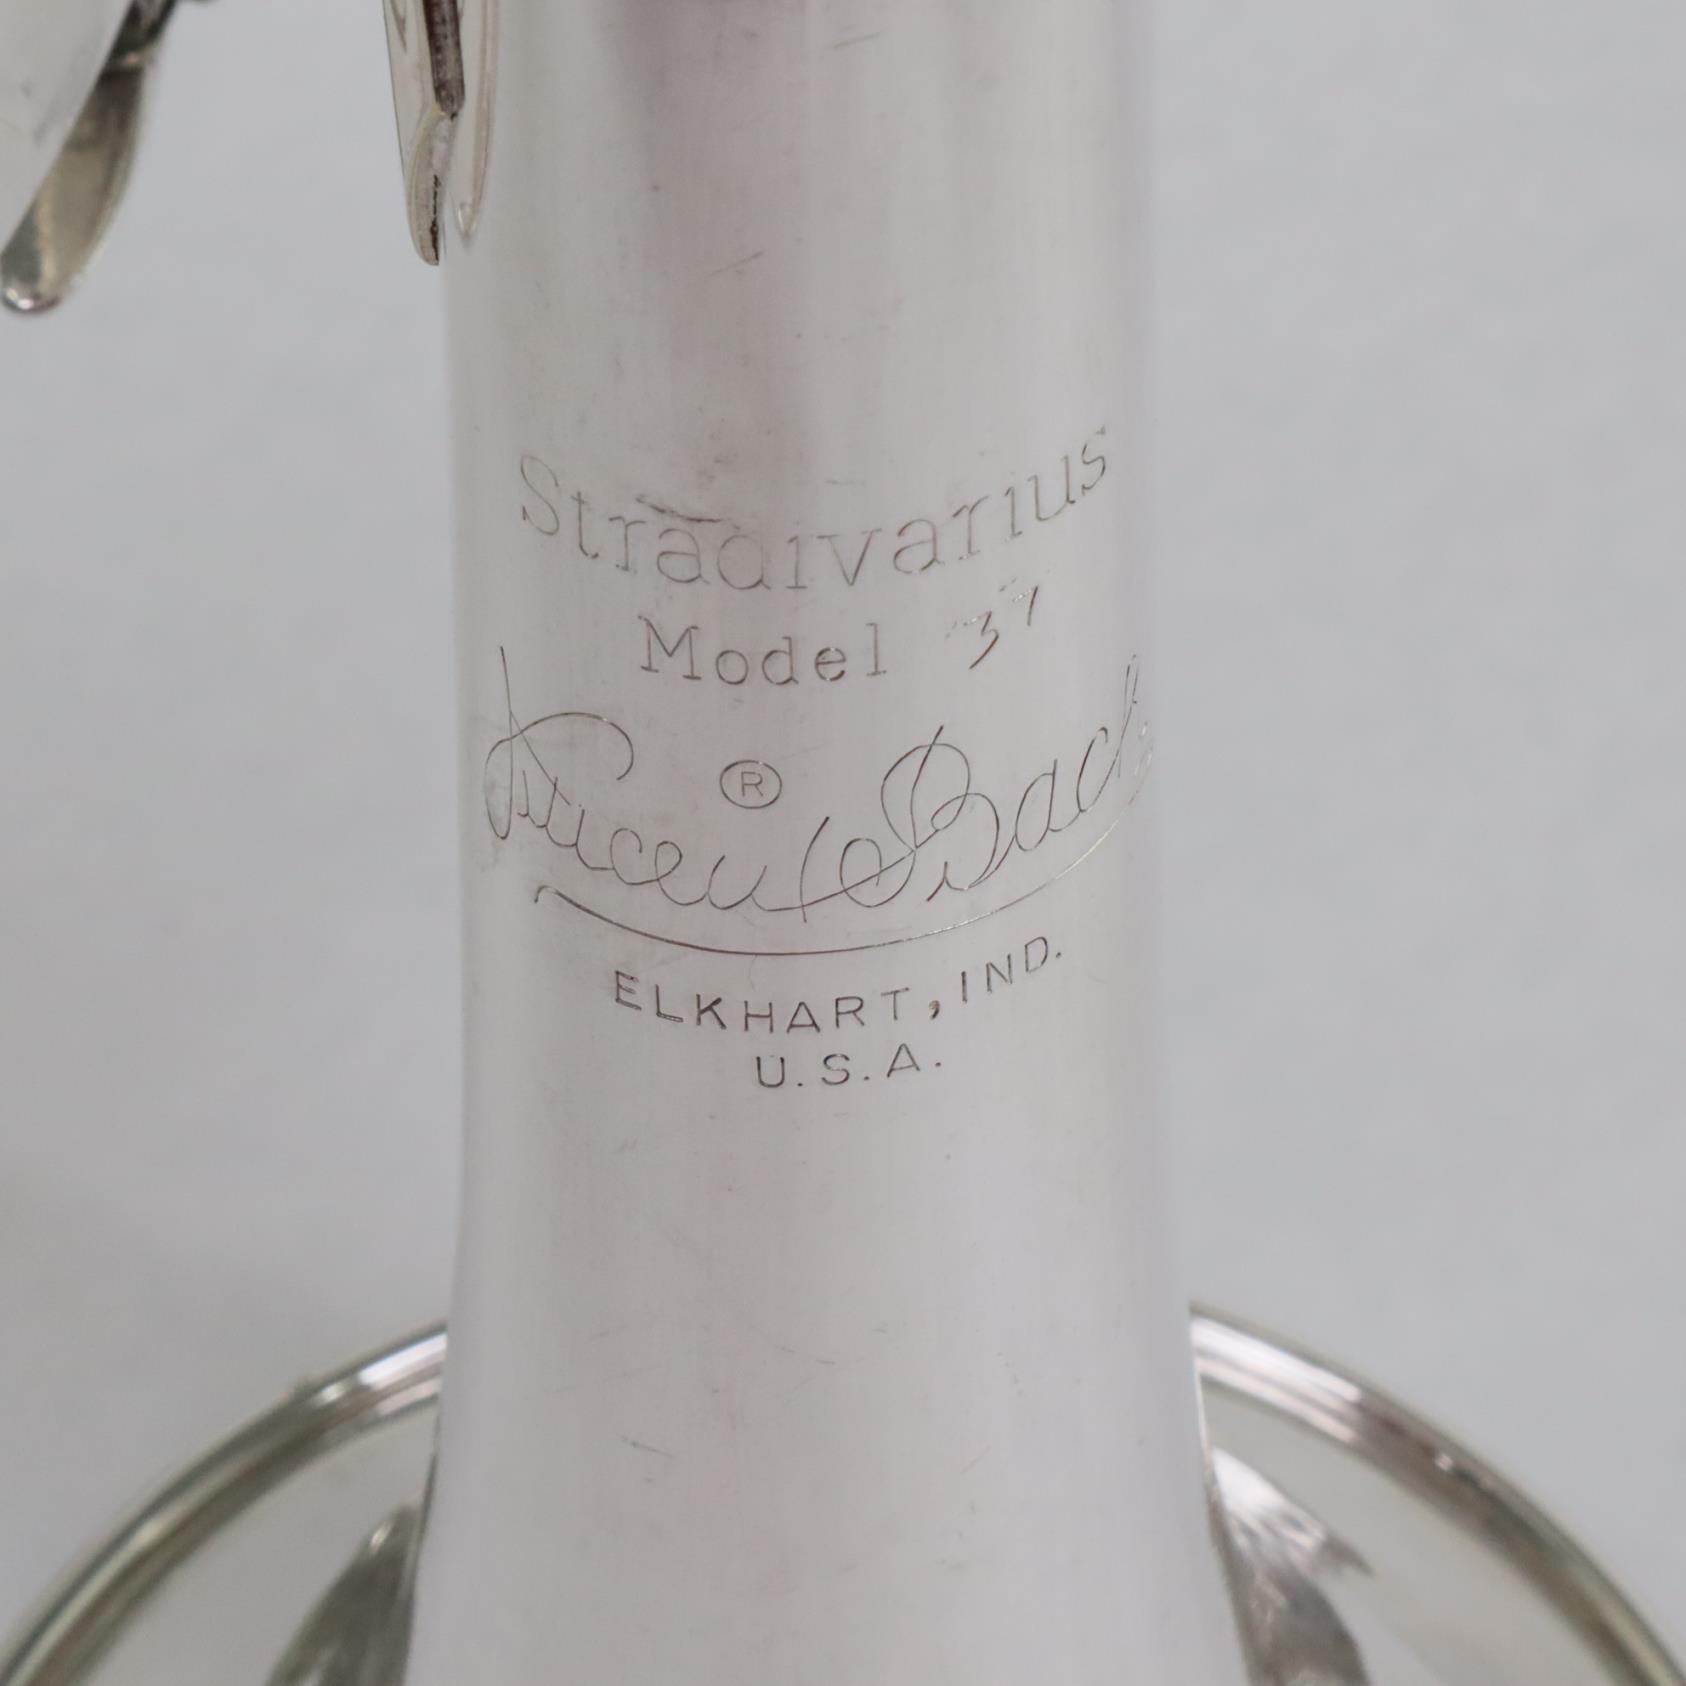 Stradivarius
Model 37
Vincent Bach
®
ELKHART, IND.
U.S.A.